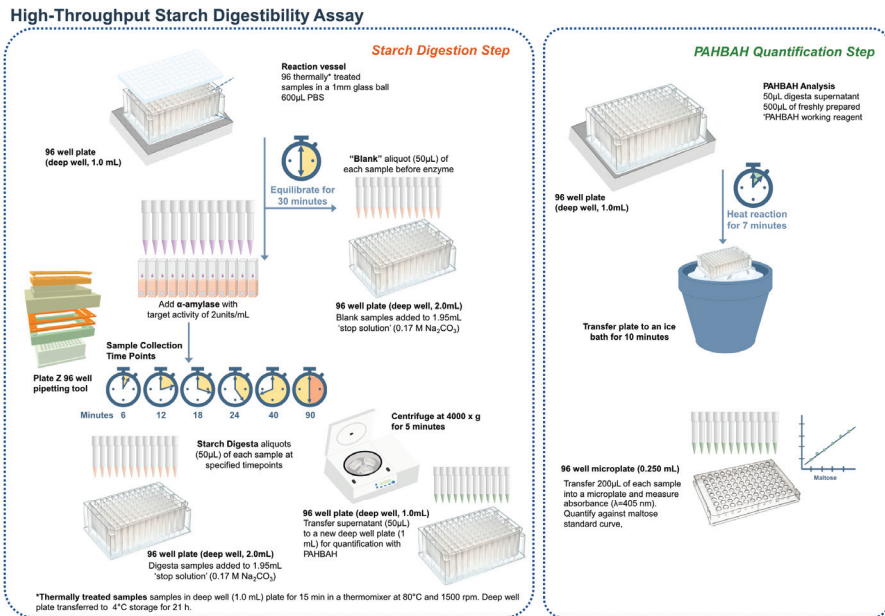 High-Throughput Starch Digestibility Assay
Starch Digestion Step
Reaction vessel
96 thermally* treated
samples in a 1mm glass ball
600µL PBS
96 well plate
(deep well, 1.0 mL)
Equilibrate for
30 minutes
"Blank" aliquot (50µL) of
each sample before enzyme
96 well plate (deep well, 2.0mL)
Blank samples added to 1.95mL
'stop solution' (0.17 M Na₂CO₃)
Add α-amylase with
target activity of 2units/mL
Plate Z 96 well
pipetting tool
Sample Collection
Time Points
Minutes 6 12 18 24 40 90
Starch Digesta aliquots
(50µL) of each sample at
specified timepoints
96 well plate (deep well, 2.0mL)
Digesta samples added to 1.95mL
'stop solution' (0.17 M Na₂CO₃)
Centrifuge at 4000 x g
for 5 minutes
96 well plate (deep well, 1.0mL)
Transfer supernatant (50µL)
to a new deep well plate (1
mL) for quantification with
PAHBAH
*Thermally treated samples samples in deep well (1.0 mL) plate for 15 min in a thermomixer at 80°C and 1500 rpm. Deep well
plate transferred to 4°C storage for 21 h.
PAHBAH Quantification Step
PAHBAH Analysis
50µL digesta supernatant
500µL of freshly prepared
'PAHBAH working reagent
96 well plate
(deep well, 1.0mL)
Heat reaction
for 7 minutes
Transfer plate to an ice
bath for 10 minutes
96 well microplate (0.250 mL)
Transfer 200µL of each sample
into a microplate and measure
absorbance (λ=405 nm).
Quantify against maltose
standard curve,
Maltose